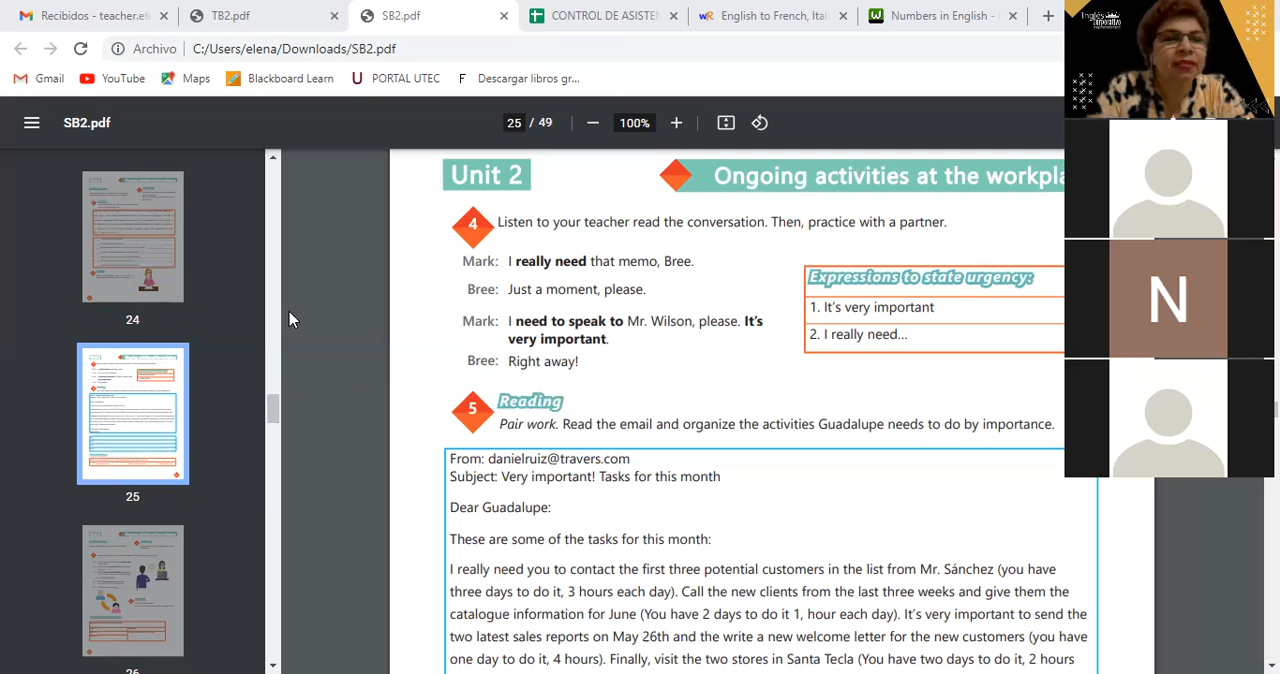 Recibidos - teacher.el
TB2.pdf
SB2.pdf
CONTROL DE ASISTEN
English to French, Ital
Numbers in English -
Archivo
C:/Users/elena/Downloads/SB2.pdf
Gmail
YouTube
Maps
Blackboard Learn
PORTAL UTEC
Descargar libros gr...
SB2.pdf
25 / 49
100%
Inglés
corporativo
24
25
26
N
Unit 2
Ongoing activities at the workpla
4 Listen to your teacher read the conversation. Then, practice with a partner.
Mark: I really need that memo, Bree.
Bree: Just a moment, please.
Mark: I need to speak to Mr. Wilson, please. It's
very important.
Bree: Right away!
Expressions to state urgency:
1. It's very important
2. I really need...
5 Reading
Pair work. Read the email and organize the activities Guadalupe needs to do by importance.
From: danielruiz@travers.com
Subject: Very important! Tasks for this month
Dear Guadalupe:
These are some of the tasks for this month:
I really need you to contact the first three potential customers in the list from Mr. Sánchez (you have
three days to do it, 3 hours each day). Call the new clients from the last three weeks and give them the
catalogue information for June (You have 2 days to do it 1, hour each day). It's very important to send the
two latest sales reports on May 26th and the write a new welcome letter for the new customers (you have
one day to do it, 4 hours). Finally, visit the two stores in Santa Tecla (You have two days to do it, 2 hours